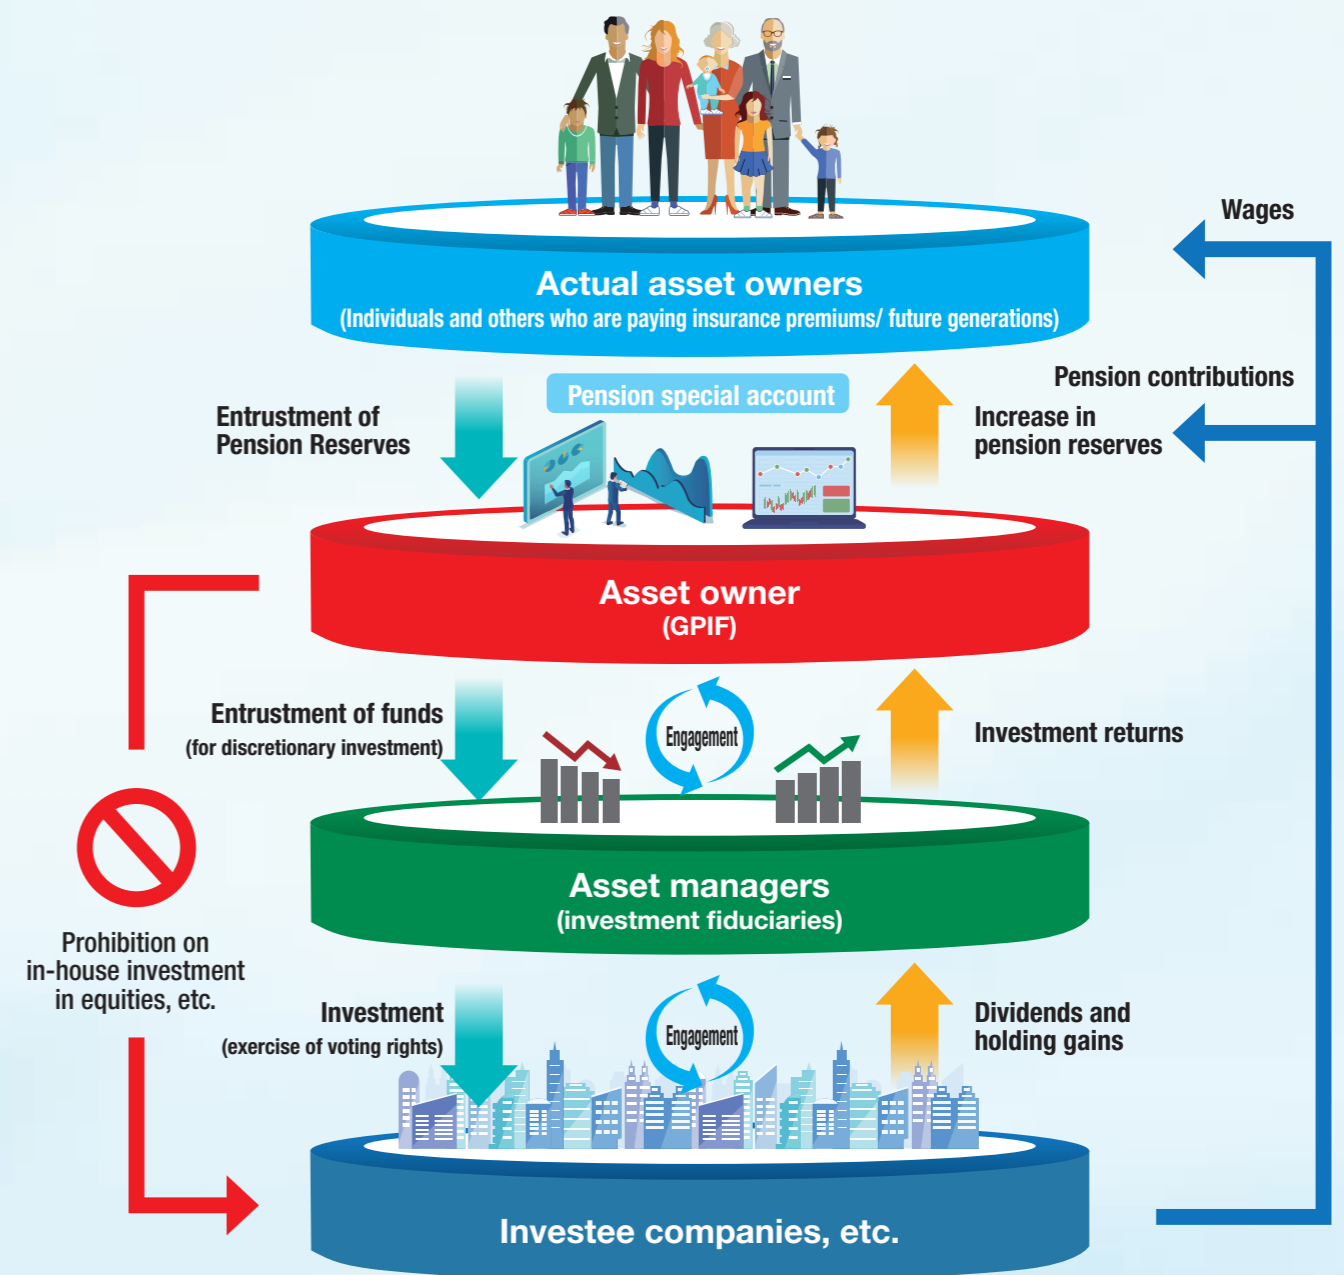 Wages
Actual asset owners
(Individuals and others who are paying insurance premiums/ future generations)
Pension contributions
Entrustment of
Pension Reserves
Pension special account
Increase in
pension reserves
Asset owner
(GPIF)
Entrustment of funds
(for discretionary investment)
Engagement
Investment returns
Asset managers
(investment fiduciaries)
Prohibition on
in-house investment
in equities, etc.
Investment
(exercise of voting rights)
Engagement
Dividends and
holding gains
Investee companies, etc.